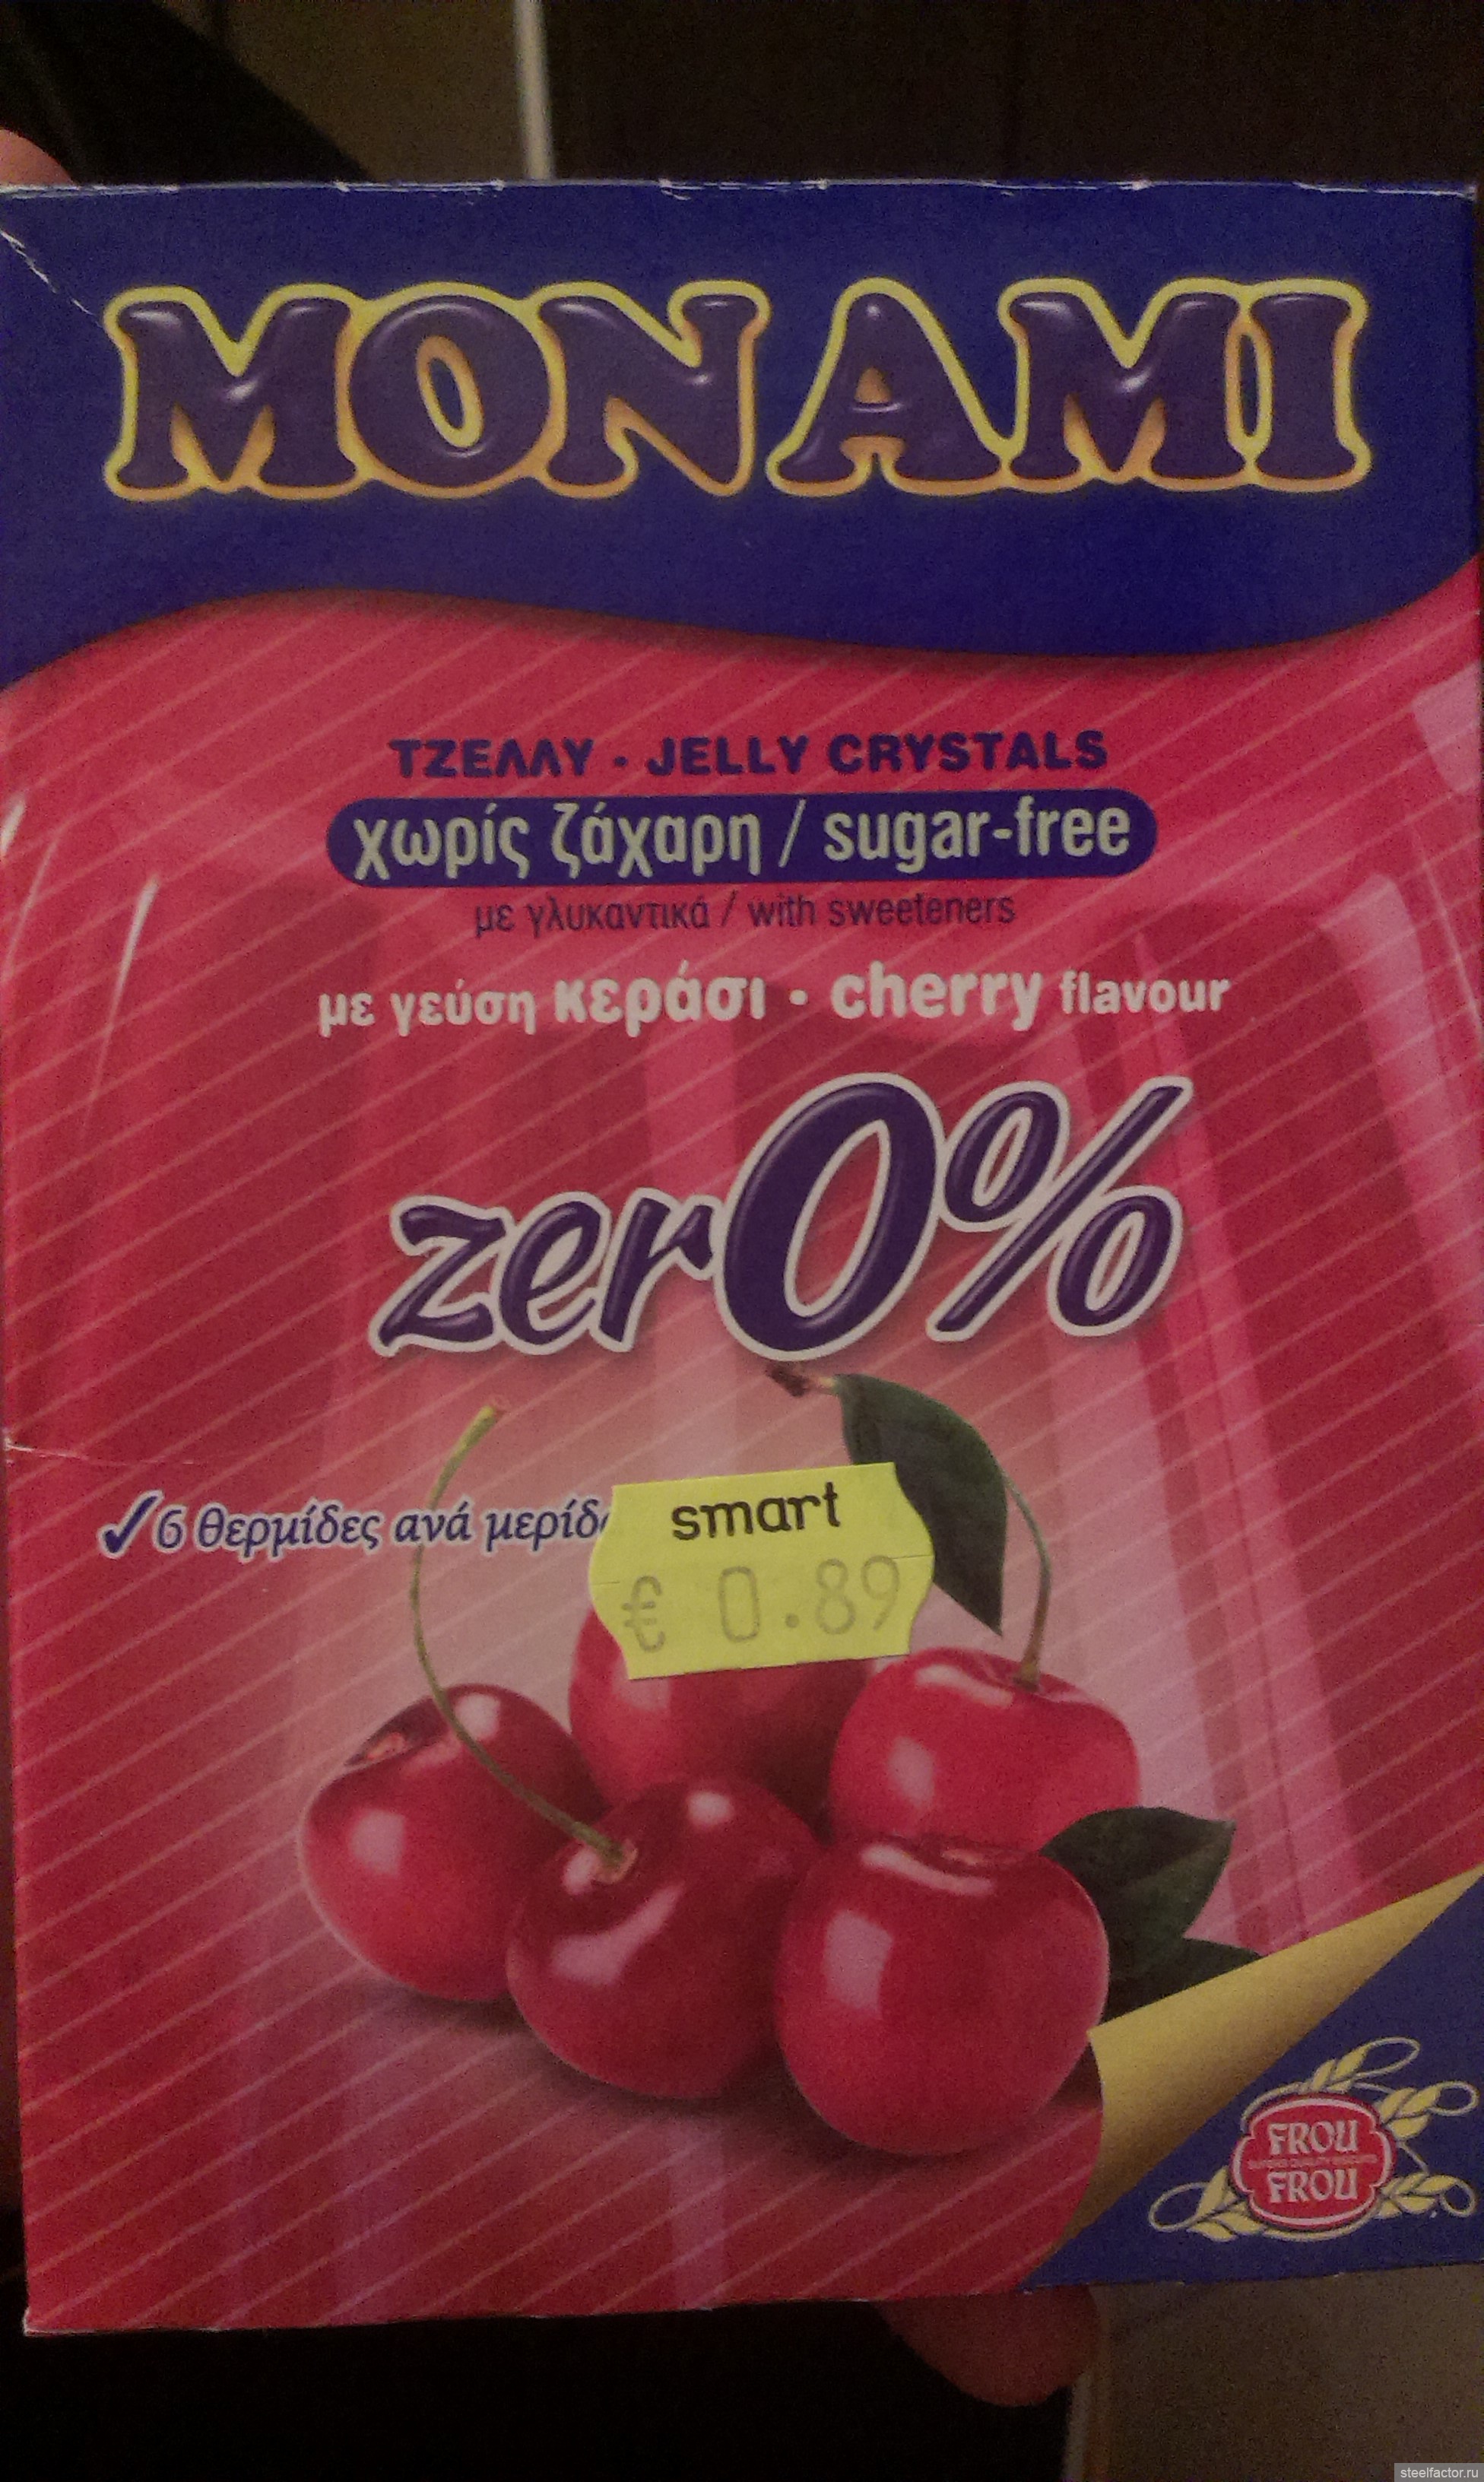 MON AMI
ΤΖΕΛΛΥ • JELLY CRYSTALS
χωρίς ζάχαρη / sugar-free
με γλυκαντικά / with sweeteners
με γεύση κεράσι • cherry flavour
zer0%
✓6 θερμίδες ανά
smart
€ 0.89
FROU
FROU
steelfactor.ru